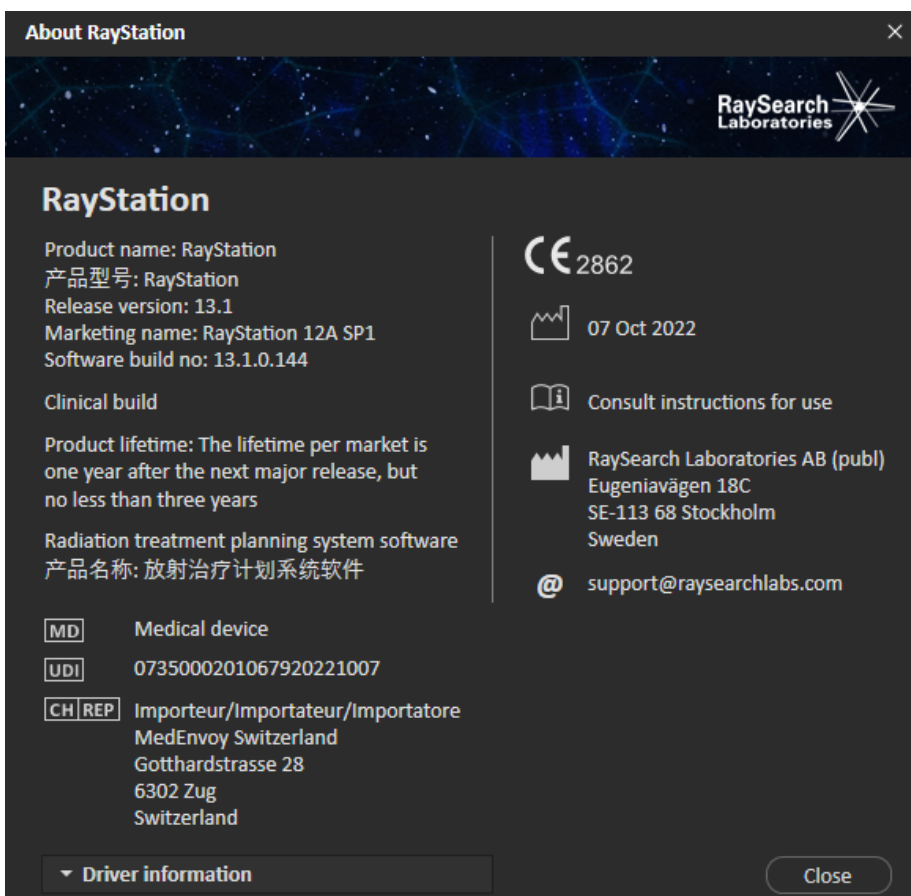 About RayStation
RaySearch
Laboratories
RayStation
Product name: RayStation
产品型号: RayStation
Release version: 13.1
Marketing name: RayStation 12A SP1
Software build no: 13.1.0.144
Clinical build
Product lifetime: The lifetime per market is
one year after the next major release, but
no less than three years
Radiation treatment planning system software
产品名称: 放射治疗计划系统软件
CE 2862
07 Oct 2022
Consult instructions for use
RaySearch Laboratories AB (publ)
Eugeniavägen 18C
SE-113 68 Stockholm
Sweden
@ support@raysearchlabs.com
MD Medical device
UDI 0735000201067920221007
CH REP Importeur/Importateur/Importatore
MedEnvoy Switzerland
Gotthardstrasse 28
6302 Zug
Switzerland
Driver information
Close